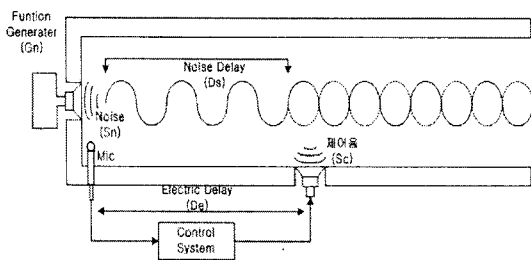 Funtion
Generater
(Gn)
Noise Delay
(Ds)
Noise
(Sn)
Mic
제어음
(Sc)
Electric Delay
(De)
Control
System